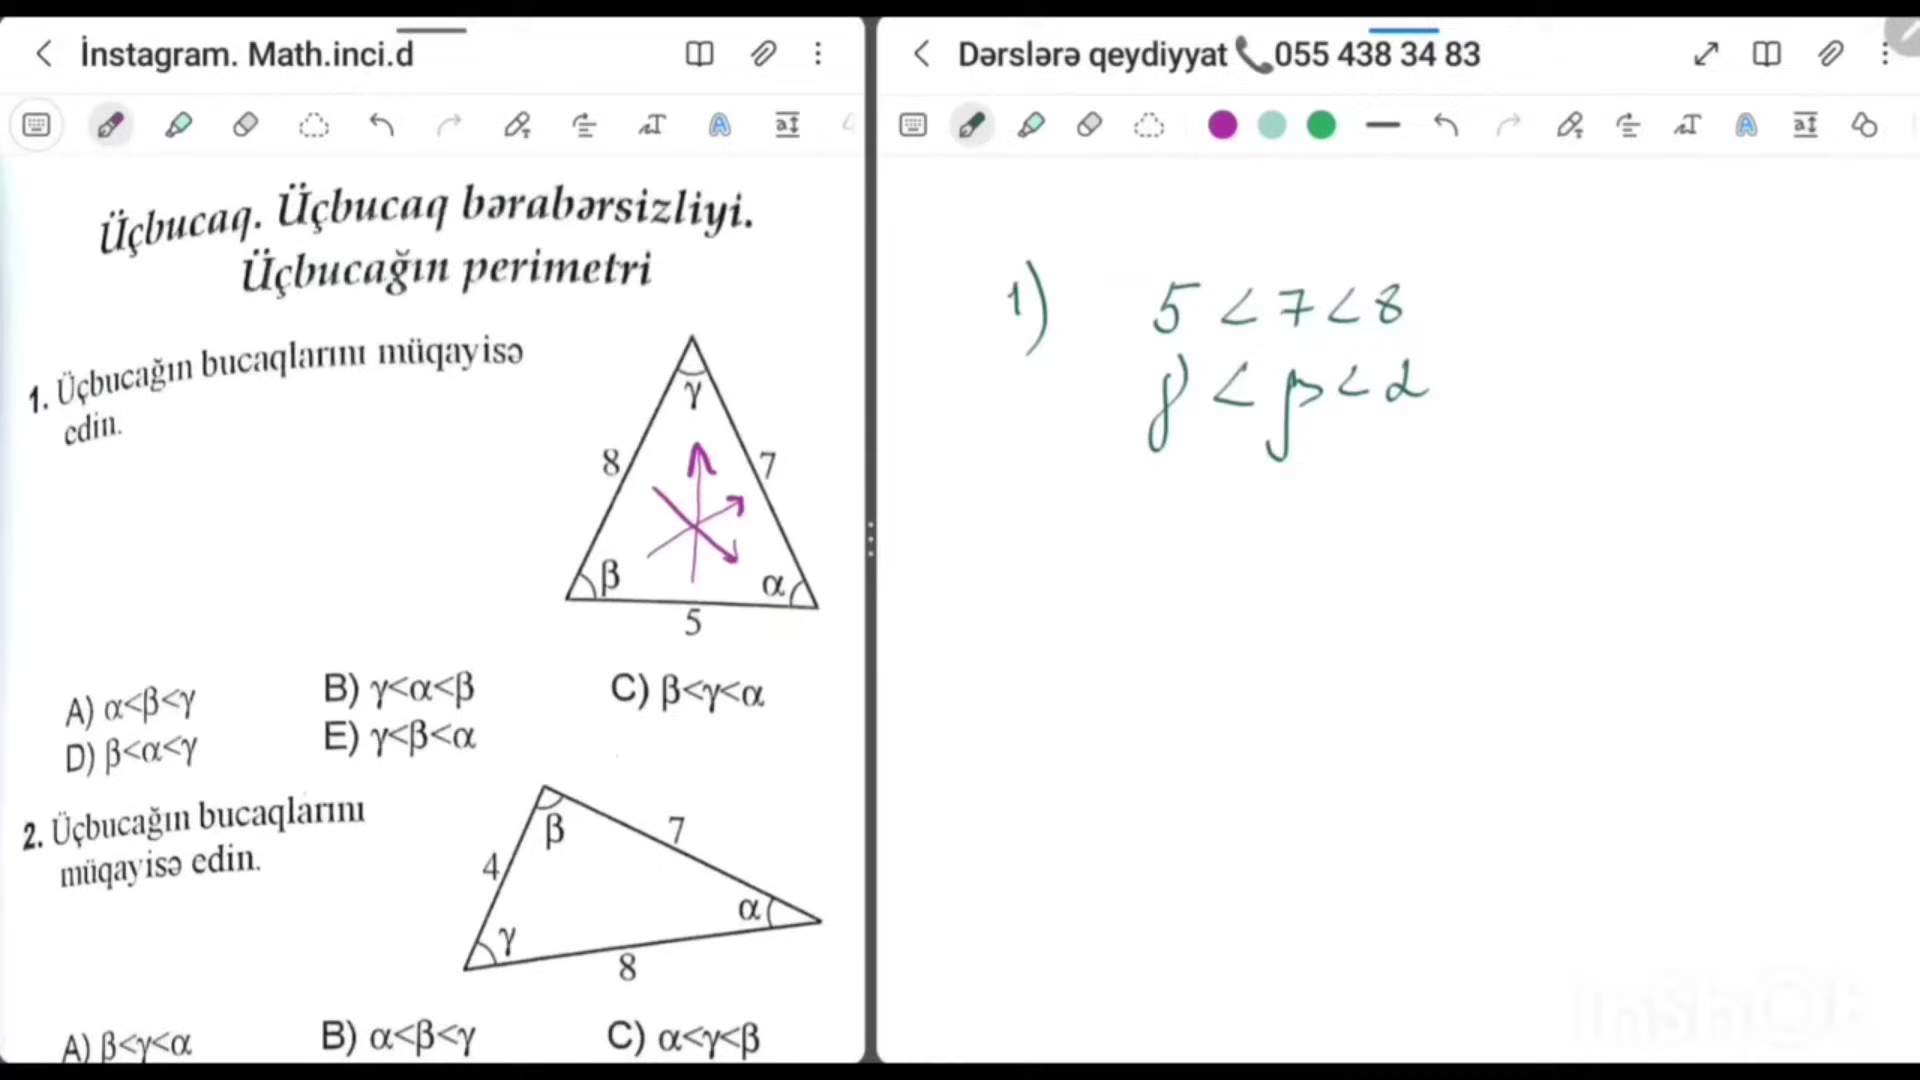 İnstagram. Math.inci.d
Üçbucaq. Üçbucaq bərabərsizliyi.
Üçbucağın perimetri
1. Üçbucağın bucaqlarını müqayisə
edin.
γ
8
7
β
α
5
A) α<β<γ
B) γ<α<β
C) β<γ<α
D) β<α<γ
E) γ<β<α
2. Üçbucağın bucaqlarını
müqayisə edin.
β
7
4
α
γ
8
A) β<γ<α
B) α<β<γ
C) α<γ<β
Dərslərə qeydiyyat 📞055 438 34 83
1) 5 < 7 < 8
γ < β < α